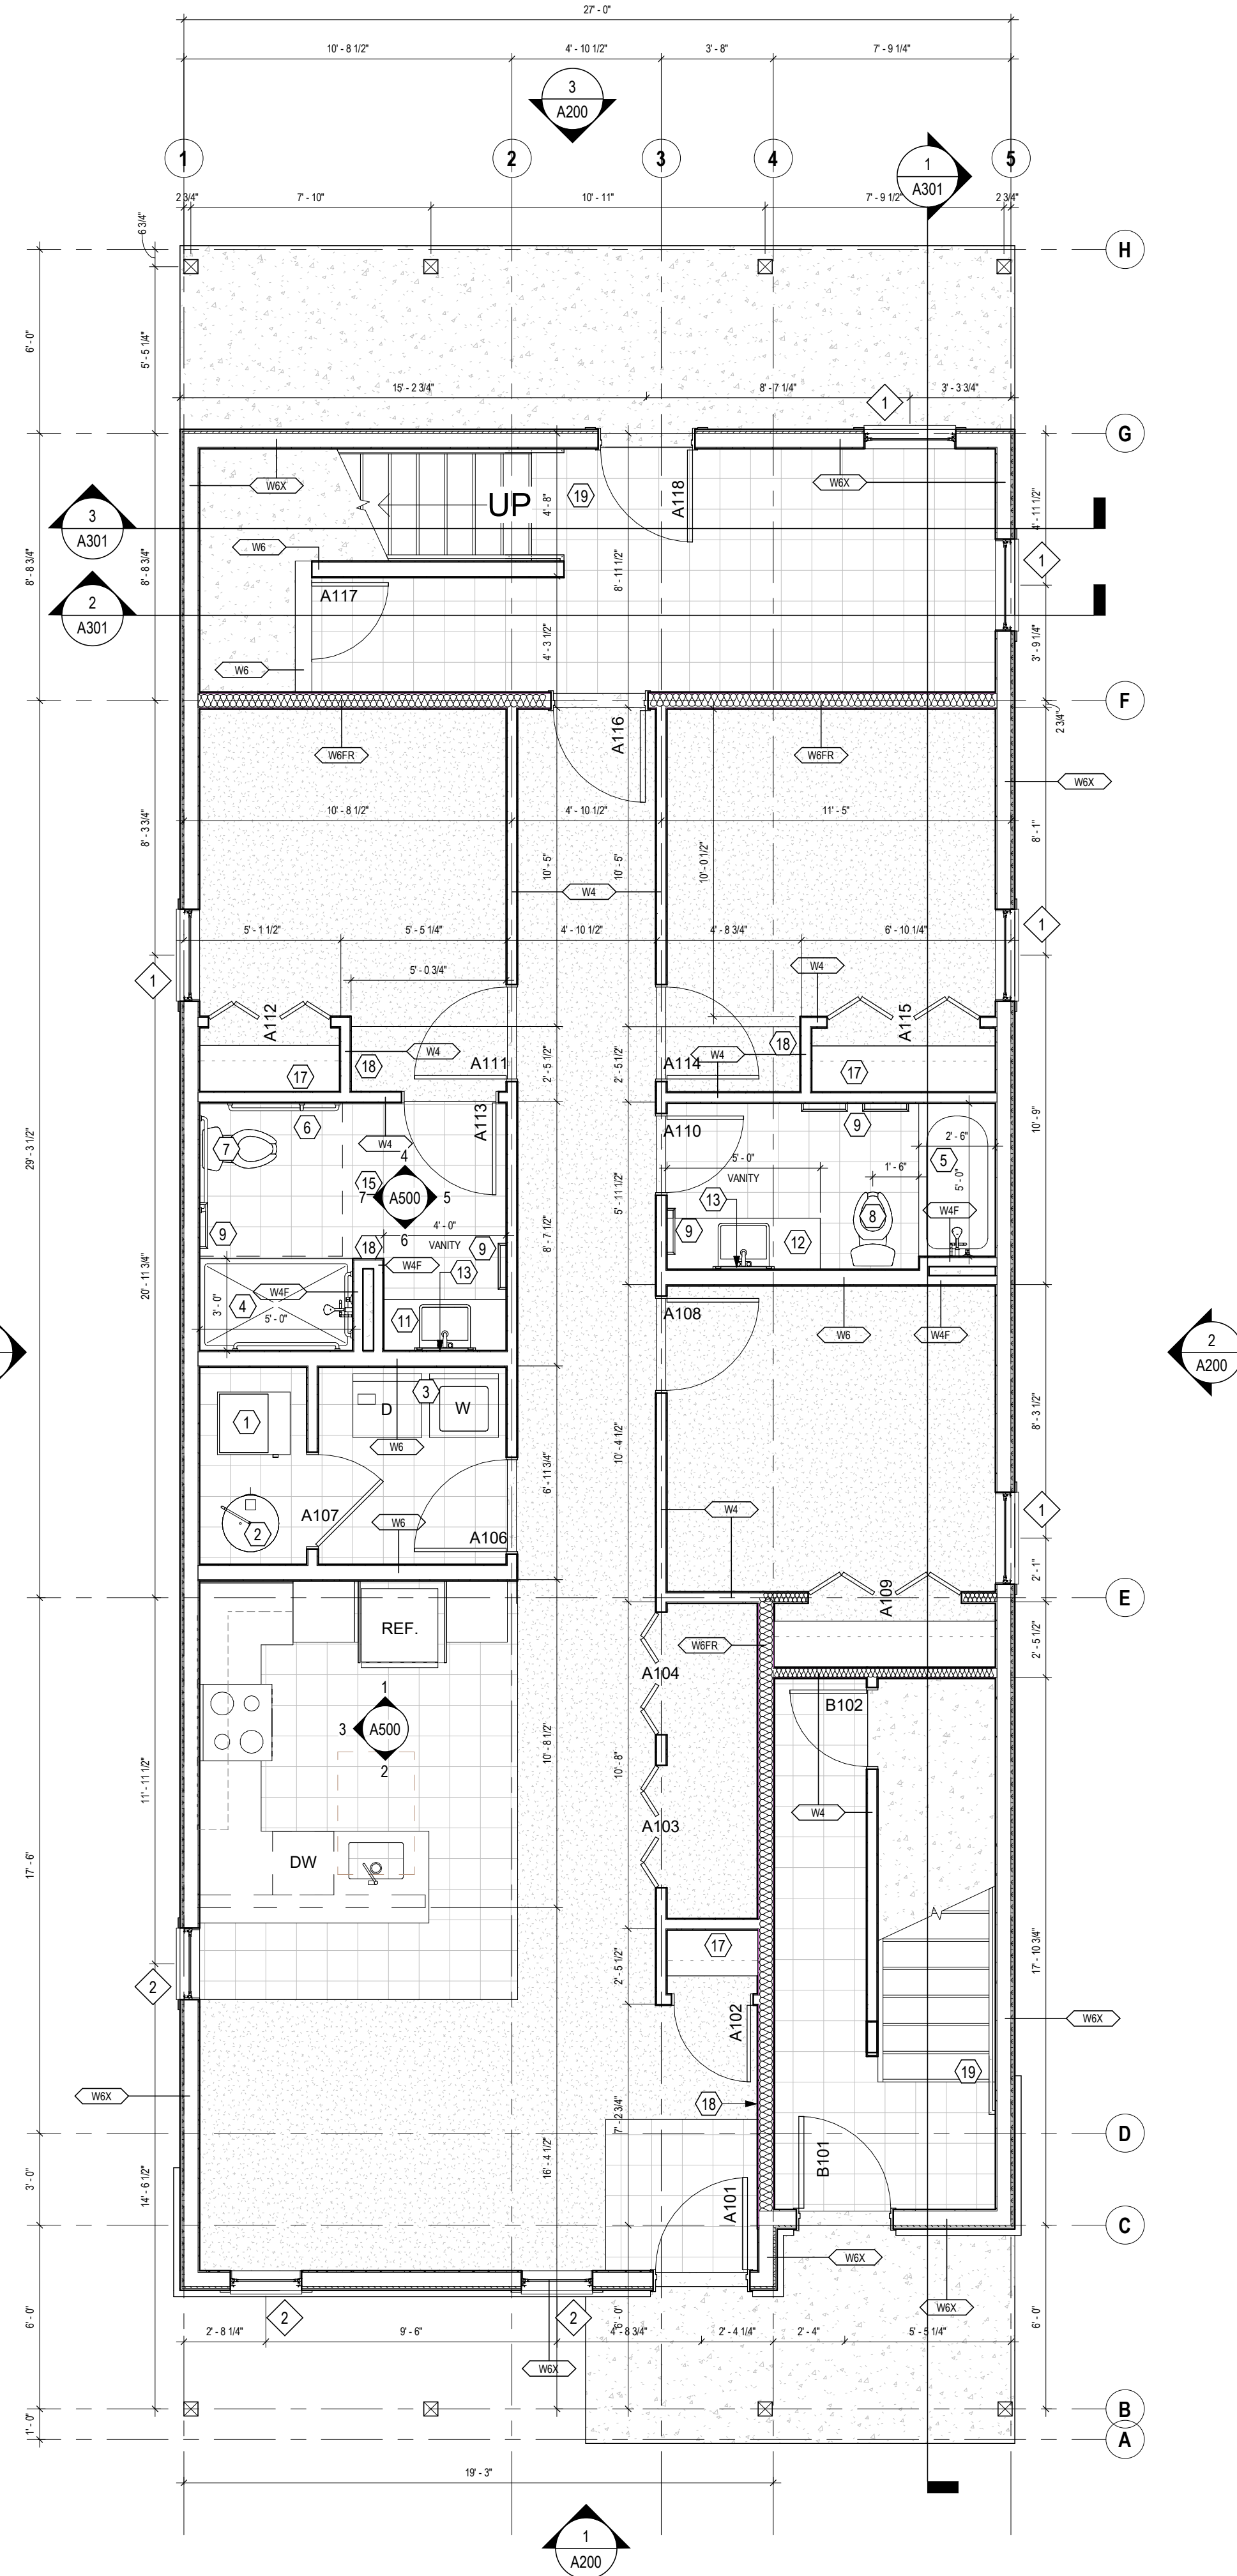 27' - 0"
10' - 8 1/2"
4' - 10 1/2"
3' - 8"
7' - 9 1/4"
3
A200
1
2
3
4
5
1
A301
2 3/4"
7' - 10"
10' - 11"
7' - 9 1/2"
2 3/4"
6 3/4"
H
6' - 0"
5' - 5 1/4"
15' - 2 3/4"
8' - 7 1/4"
3' - 3 3/4"
1
G
W6X
UP
19
A118
W6X
4' - 8"
4' - 11 1/2"
3
A301
W6
8' - 8 3/4"
8' - 8 3/4"
8' - 11 1/2"
1
2
A301
A117
4' - 3 1/2"
3' - 9 1/4"
W6
F
2 3/4"
A116
W6FR
W6FR
W6X
10' - 8 1/2"
4' - 10 1/2"
11' - 5"
8' - 3 3/4"
8' - 1"
10' - 5"
10' - 5"
10' - 0 1/2"
W4
5' - 1 1/2"
5' - 5 1/4"
4' - 10 1/2"
4' - 8 3/4"
6' - 10 1/4"
1
1
5' - 0 3/4"
W4
A112
A115
18
W4
A111
W4
A114
18
17
17
2' - 5 1/2"
2' - 5 1/2"
10' - 9"
6
A113
A110
9
7
W4
4
2' - 6"
29' - 3 1/2"
15
5' - 0"
VANITY
1' - 6"
5
5' - 0"
7
A500
5
13
5' - 11 1/2"
9
6
4' - 0"
VANITY
9
9
12
8
W4F
18
W4F
13
8' - 7 1/2"
20' - 11 3/4"
4
W4F
3' - 0"
5' - 0"
11
A108
W6
W4F
2
A200
1
3
D
W
8' - 3 1/2"
W6
10' - 4 1/2"
6' - 11 3/4"
2
A107
W6
A106
W4
1
2' - 1"
E
A109
REF.
W6FR
2' - 5 1/2"
A104
B102
1
3
A500
2
10' - 8 1/2"
10' - 8"
11' - 11 1/2"
W4
A103
DW
17' - 6"
17
2' - 5 1/2"
17' - 10 3/4"
2
A102
W6X
19
W6X
18
7' - 2 3/4"
D
B101
3' - 0"
14' - 6 1/2"
16' - 4 1/2"
A101
C
W6X
W6X
2
2
6' - 0"
6' - 0"
6' - 0"
2' - 8 1/4"
9' - 6"
4' - 8 3/4"
2' - 4 1/4"
2' - 4"
5' - 5 1/4"
W6X
B
1' - 0"
A
19' - 3"
1
A200